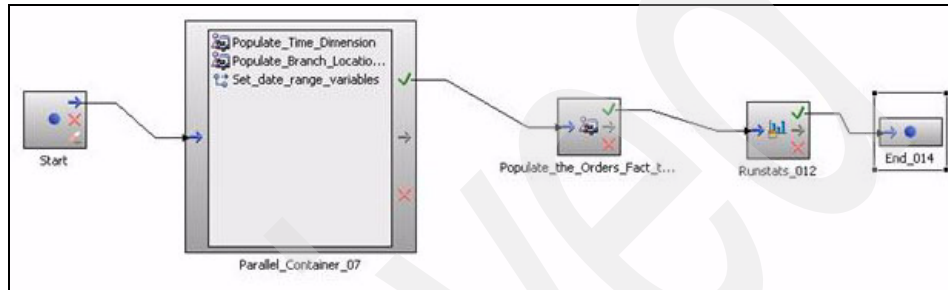 Populate_Time_Dimension
Populate_Branch_Locatio...
Set_date_range_variables
Start
Parallel_Container_07
Populate_the_Orders_Fact_t...
Runstats_012
End_014